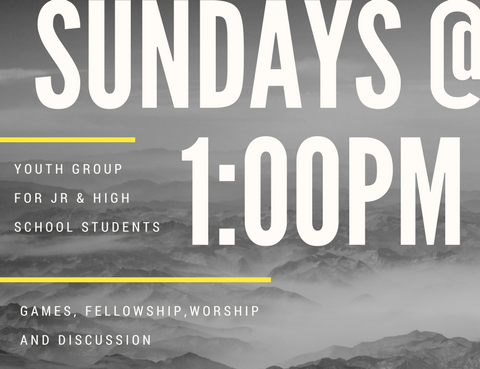 SUNDAYS @
1:00PM
YOUTH GROUP
FOR JR & HIGH
SCHOOL STUDENTS
GAMES, FELLOWSHIP,WORSHIP
AND DISCUSSION